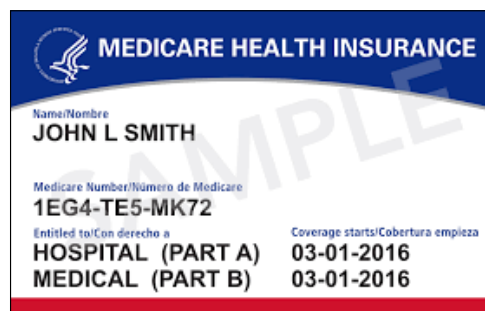 MEDICARE HEALTH INSURANCE
SAMPLE
Name/Nombre
JOHN L SMITH
Medicare Number/Número de Medicare
1EG4-TE5-MK72
Entitled to/Con derecho a Coverage starts/Cobertura empieza
HOSPITAL (PART A) 03-01-2016
MEDICAL (PART B) 03-01-2016